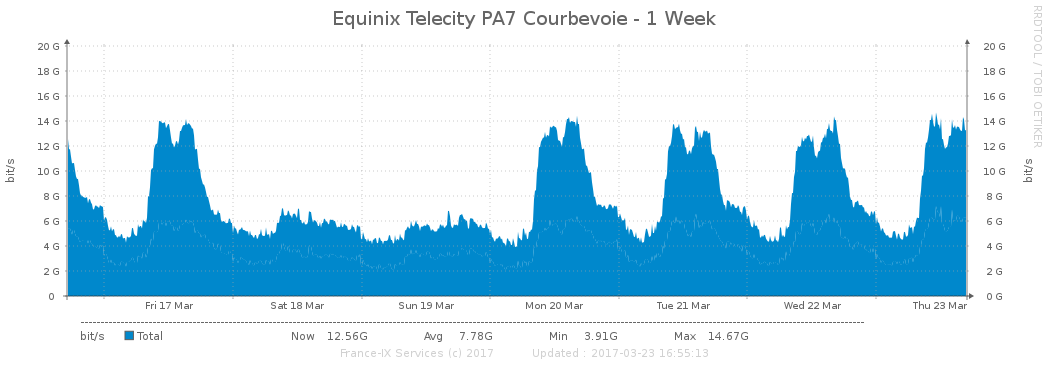 Equinix Telecity PA7 Courbevoie - 1 Week
RRDTOOL / TOBI OETIKER
bit/s
20 G 20 G
18 G 18 G
16 G 16 G
14 G 14 G
12 G 12 G
10 G 10 G
8 G 8 G
6 G 6 G
4 G 4 G
2 G 2 G
0 0 G
bit/s
Fri 17 Mar Sat 18 Mar Sun 19 Mar Mon 20 Mar Tue 21 Mar Wed 22 Mar Thu 23 Mar
bit/s Total Now 12.56G Avg 7.78G Min 3.91G Max 14.67G
France-IX Services (c) 2017 Updated : 2017-03-23 16:55:13